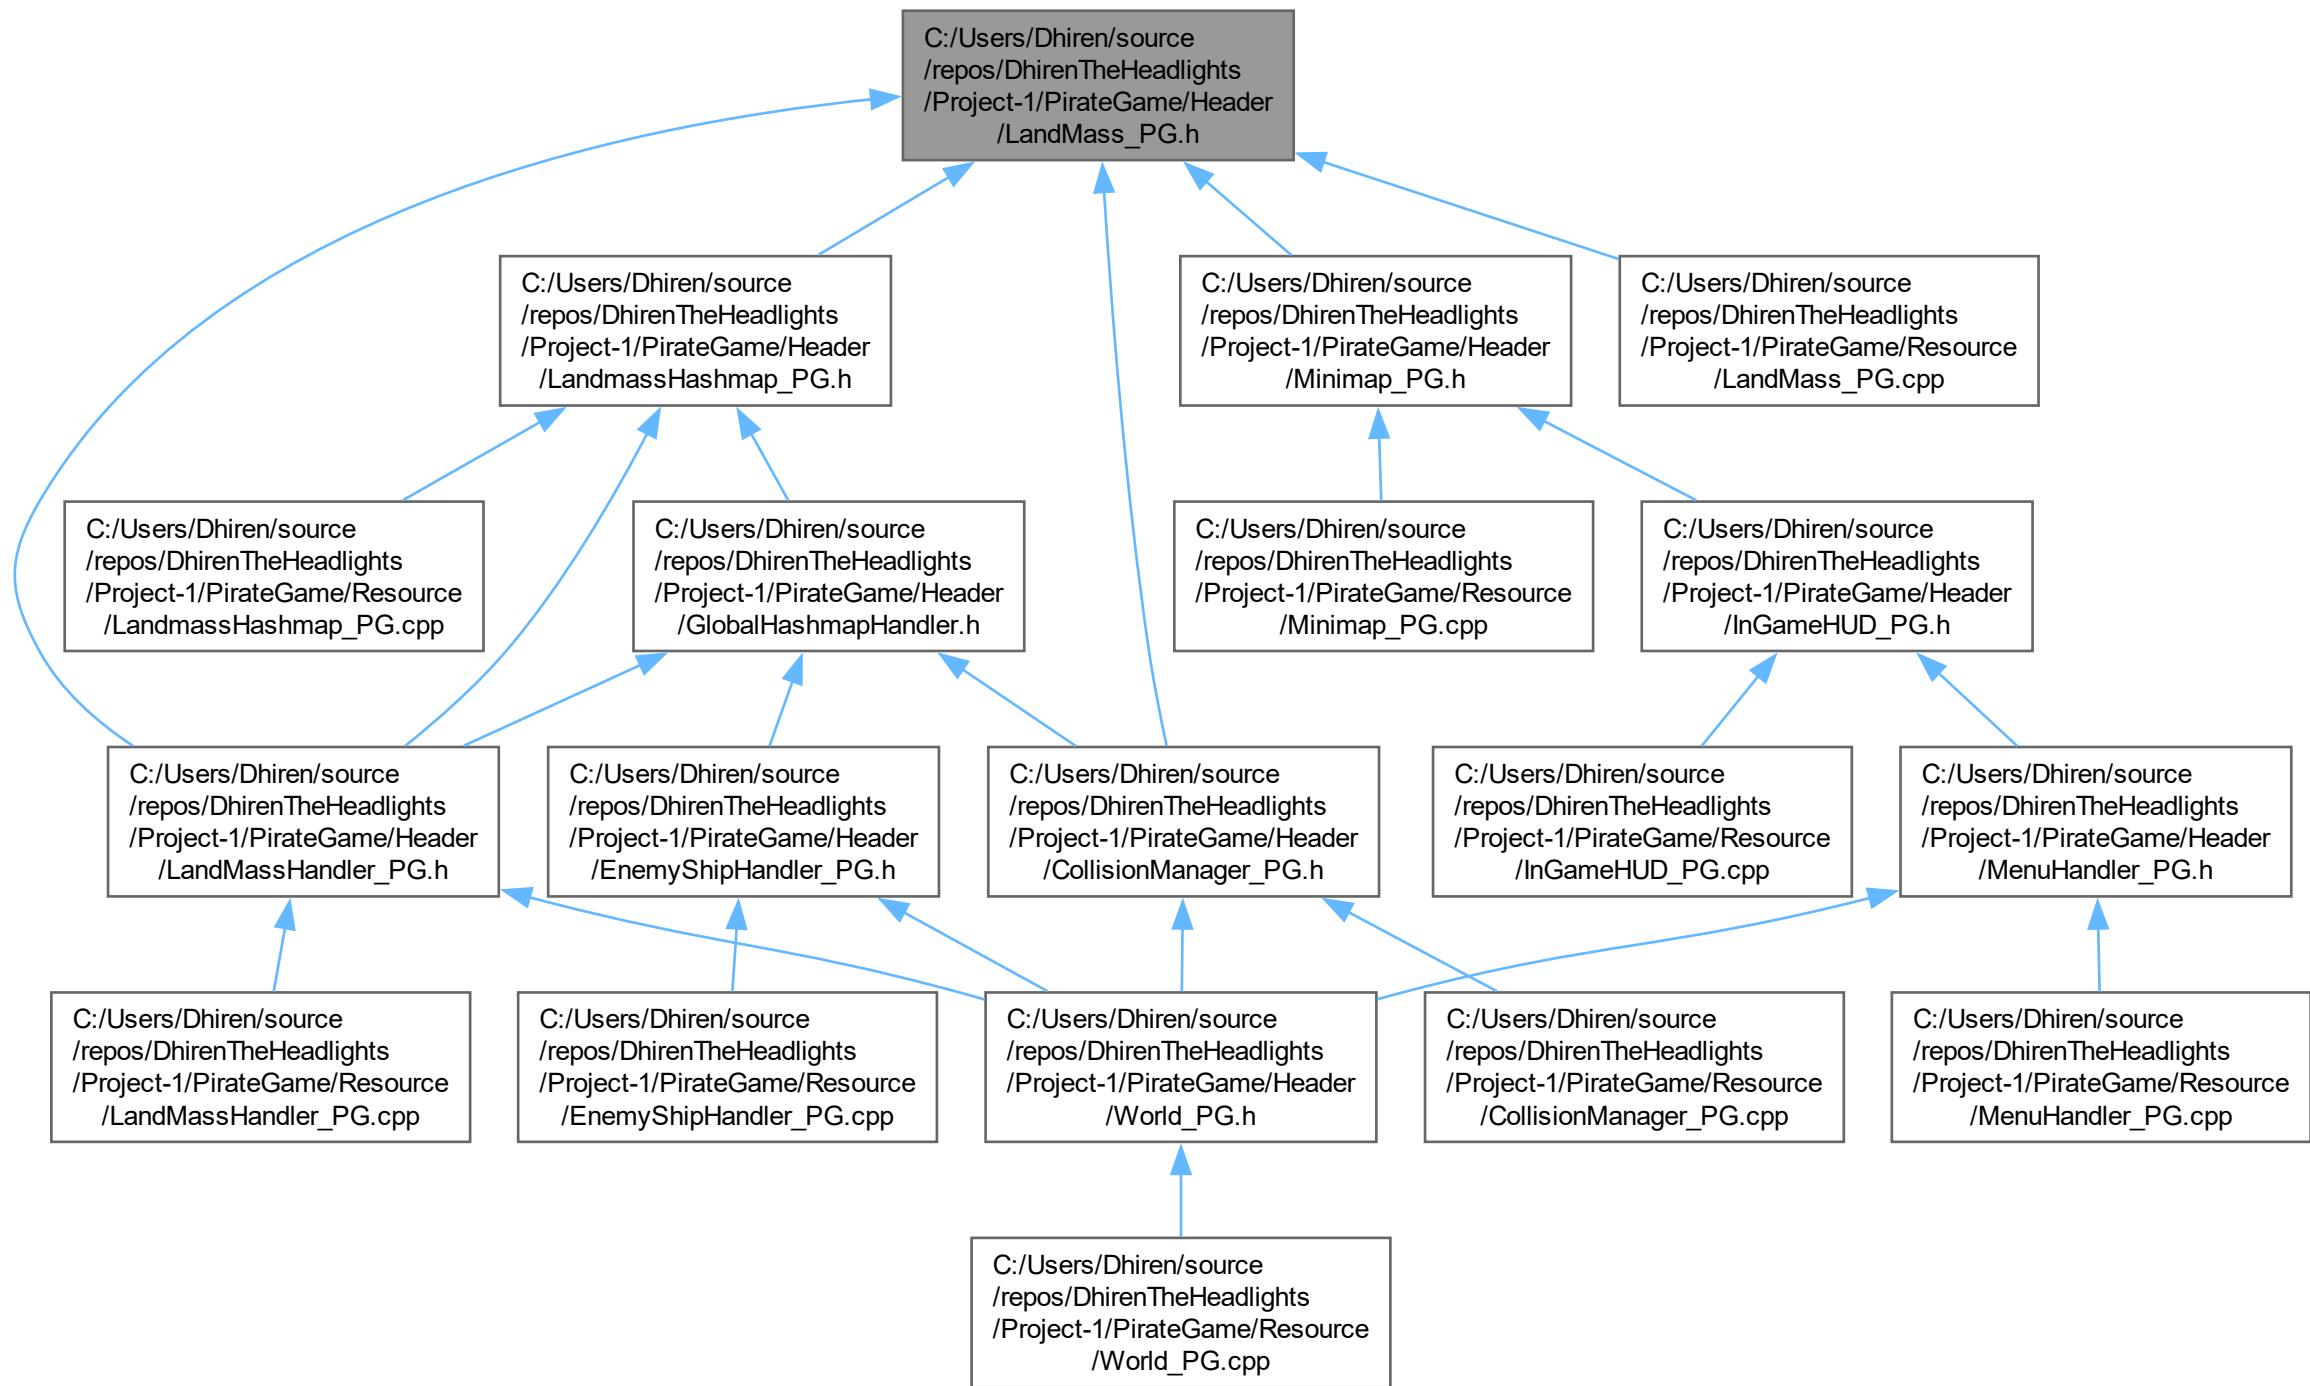 C:/Users/Dhiren/source
/repos/DhirenTheHeadlights
/Project-1/PirateGame/Header
/LandMass_PG.h
C:/Users/Dhiren/source
/repos/DhirenTheHeadlights
/Project-1/PirateGame/Header
/LandmassHashmap_PG.h
C:/Users/Dhiren/source
/repos/DhirenTheHeadlights
/Project-1/PirateGame/Header
/Minimap_PG.h
C:/Users/Dhiren/source
/repos/DhirenTheHeadlights
/Project-1/PirateGame/Resource
/LandMass_PG.cpp
C:/Users/Dhiren/source
/repos/DhirenTheHeadlights
/Project-1/PirateGame/Resource
/LandmassHashmap_PG.cpp
C:/Users/Dhiren/source
/repos/DhirenTheHeadlights
/Project-1/PirateGame/Header
/GlobalHashmapHandler.h
C:/Users/Dhiren/source
/repos/DhirenTheHeadlights
/Project-1/PirateGame/Resource
/Minimap_PG.cpp
C:/Users/Dhiren/source
/repos/DhirenTheHeadlights
/Project-1/PirateGame/Header
/InGameHUD_PG.h
C:/Users/Dhiren/source
/repos/DhirenTheHeadlights
/Project-1/PirateGame/Header
/LandMassHandler_PG.h
C:/Users/Dhiren/source
/repos/DhirenTheHeadlights
/Project-1/PirateGame/Header
/EnemyShipHandler_PG.h
C:/Users/Dhiren/source
/repos/DhirenTheHeadlights
/Project-1/PirateGame/Header
/CollisionManager_PG.h
C:/Users/Dhiren/source
/repos/DhirenTheHeadlights
/Project-1/PirateGame/Resource
/InGameHUD_PG.cpp
C:/Users/Dhiren/source
/repos/DhirenTheHeadlights
/Project-1/PirateGame/Header
/MenuHandler_PG.h
C:/Users/Dhiren/source
/repos/DhirenTheHeadlights
/Project-1/PirateGame/Resource
/LandMassHandler_PG.cpp
C:/Users/Dhiren/source
/repos/DhirenTheHeadlights
/Project-1/PirateGame/Resource
/EnemyShipHandler_PG.cpp
C:/Users/Dhiren/source
/repos/DhirenTheHeadlights
/Project-1/PirateGame/Header
/World_PG.h
C:/Users/Dhiren/source
/repos/DhirenTheHeadlights
/Project-1/PirateGame/Resource
/CollisionManager_PG.cpp
C:/Users/Dhiren/source
/repos/DhirenTheHeadlights
/Project-1/PirateGame/Resource
/MenuHandler_PG.cpp
C:/Users/Dhiren/source
/repos/DhirenTheHeadlights
/Project-1/PirateGame/Resource
/World_PG.cpp